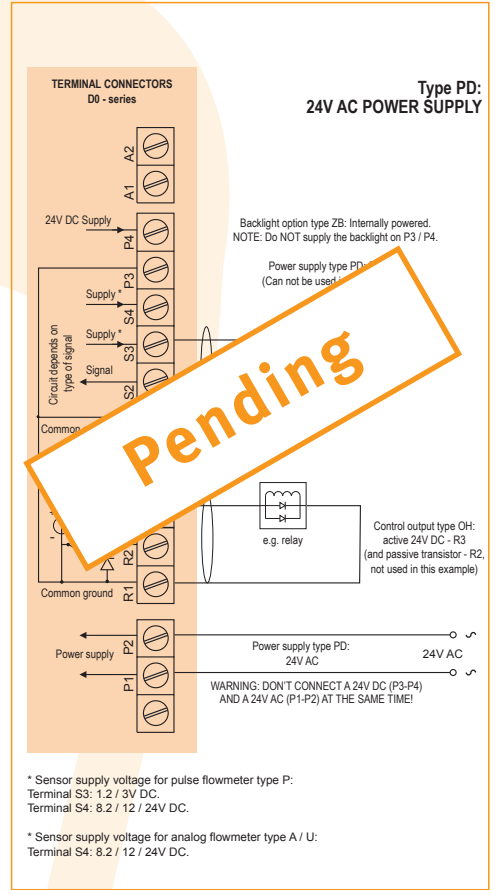 TERMINAL CONNECTORS
D0 - series
Type PD:
24V AC POWER SUPPLY
A2
A1
24V DC Supply
P4
Backlight option type ZB: Internally powered.
NOTE: Do NOT supply the backlight on P3 / P4.
P3
Power supply type PD:
(Can not be used
Supply *
S4
Supply *
S3
Circuit depends on
type of signal
Signal
S2
Common
Pending
+
-
R2
e.g. relay
Control output type OH:
active 24V DC - R3
(and passive transistor - R2,
not used in this example)
Common ground
R1
P2
Power supply
Power supply type PD:
24V AC
24V AC
P1
WARNING: DON'T CONNECT A 24V DC (P3-P4)
AND A 24V AC (P1-P2) AT THE SAME TIME!
* Sensor supply voltage for pulse flowmeter type P:
Terminal S3: 1.2 / 3V DC.
Terminal S4: 8.2 / 12 / 24V DC.
* Sensor supply voltage for analog flowmeter type A / U:
Terminal S4: 8.2 / 12 / 24V DC.